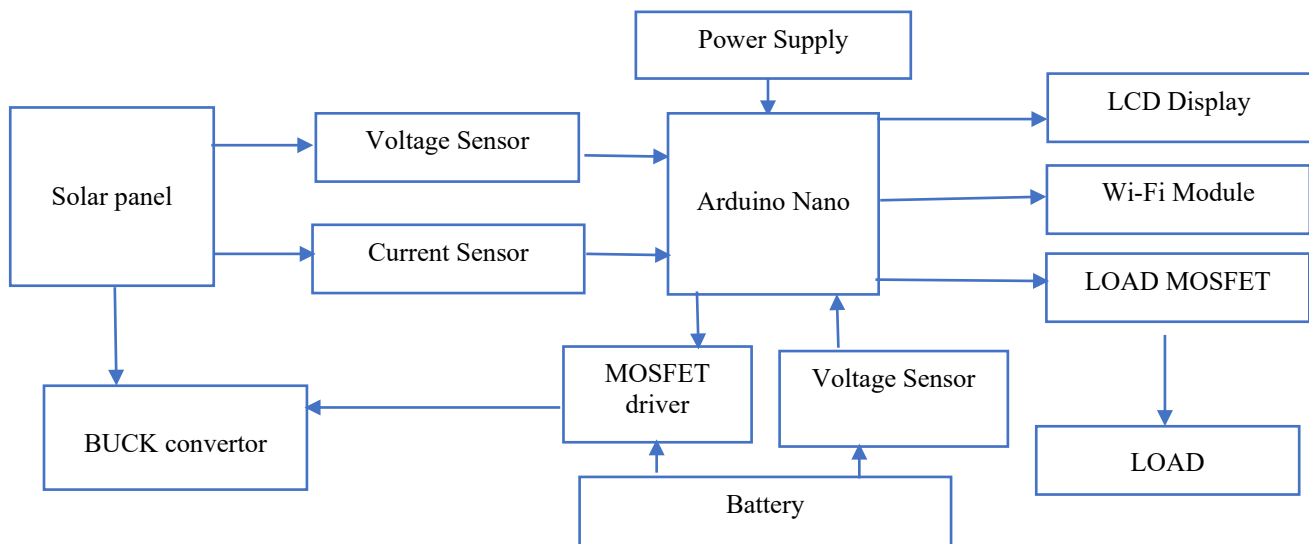 Power Supply
LCD Display
Voltage Sensor
Solar panel
Arduino Nano
Wi-Fi Module
Current Sensor
LOAD MOSFET
MOSFET
driver
Voltage Sensor
BUCK convertor
LOAD
Battery